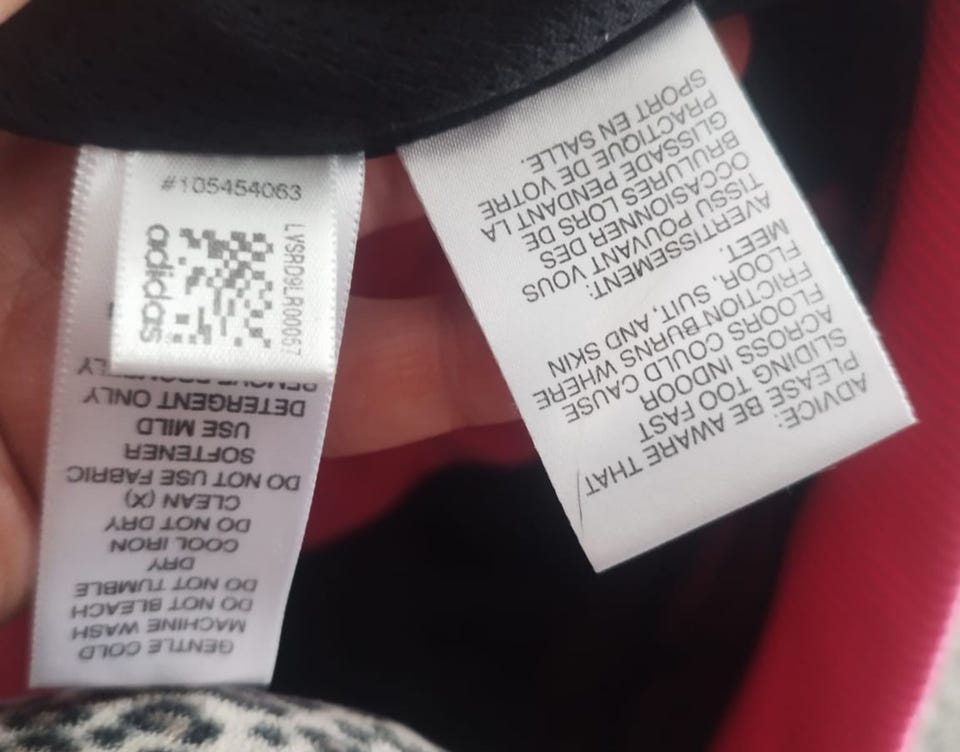 #105454063
adidas
GENTLE COLD
MACHINE WASH
DO NOT BLEACH
DO NOT TUMBLE
DRY
COOL IRON
DO NOT DRY
CLEAN (X)
DO NOT USE FABRIC
SOFTENER
USE MILD
DETERGENT ONLY
REMOVE
ADVICE:
PLEASE BE AWARE THAT
SLIDING TOO FAST
ACROSS INDOOR
FLOORS COULD CAUSE
FRICTION BURNS WHERE
FLOOR, SUIT, AND SKIN
MEET.
AVERTISSEMENT:
TISSU POUVANT VOUS
OCCASIONNER DES
BRULURES LORS DE
GLISSADE PENDANT LA
PRACTIQUE DE VOTRE
SPORT EN SALLE.